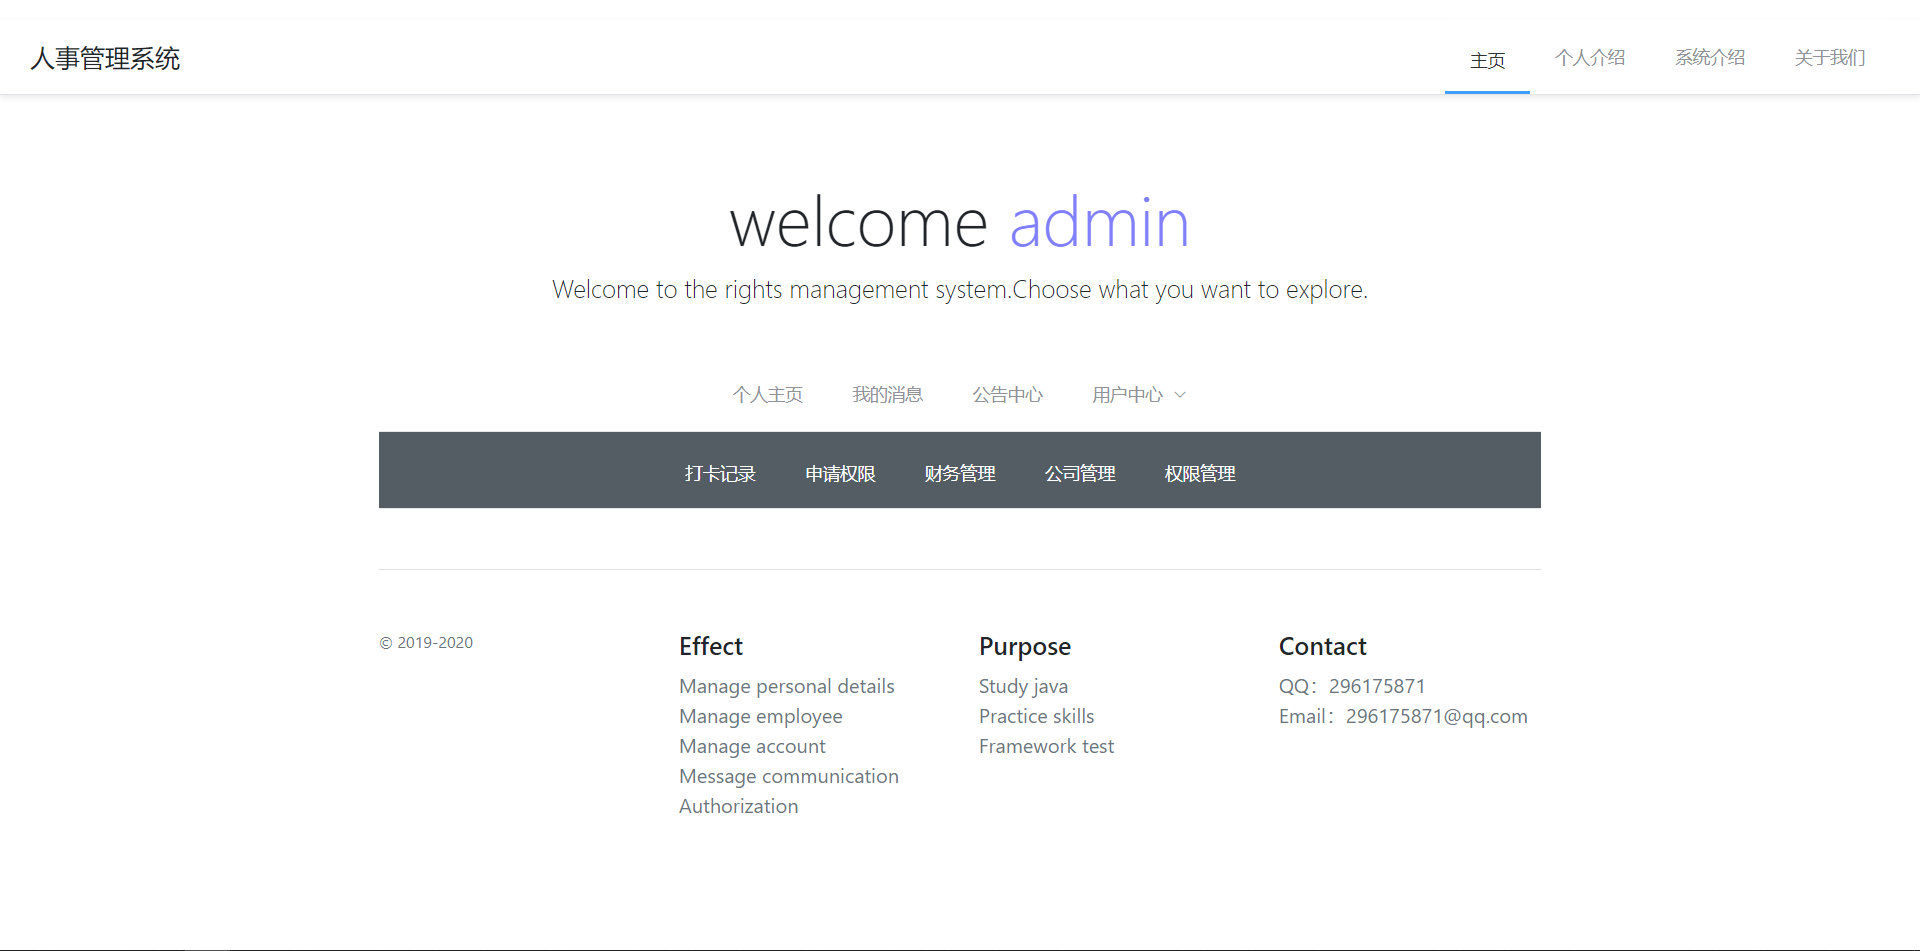 人事管理系统
主页 个人介绍 系统介绍 关于我们
welcome admin
Welcome to the rights management system.Choose what you want to explore.
个人主页 我的消息 公告中心 用户中心
打卡记录 申请权限 财务管理 公司管理 权限管理
© 2019-2020
Effect
Manage personal details
Manage employee
Manage account
Message communication
Authorization
Purpose
Study java
Practice skills
Framework test
Contact
QQ：296175871
Email：296175871@qq.com